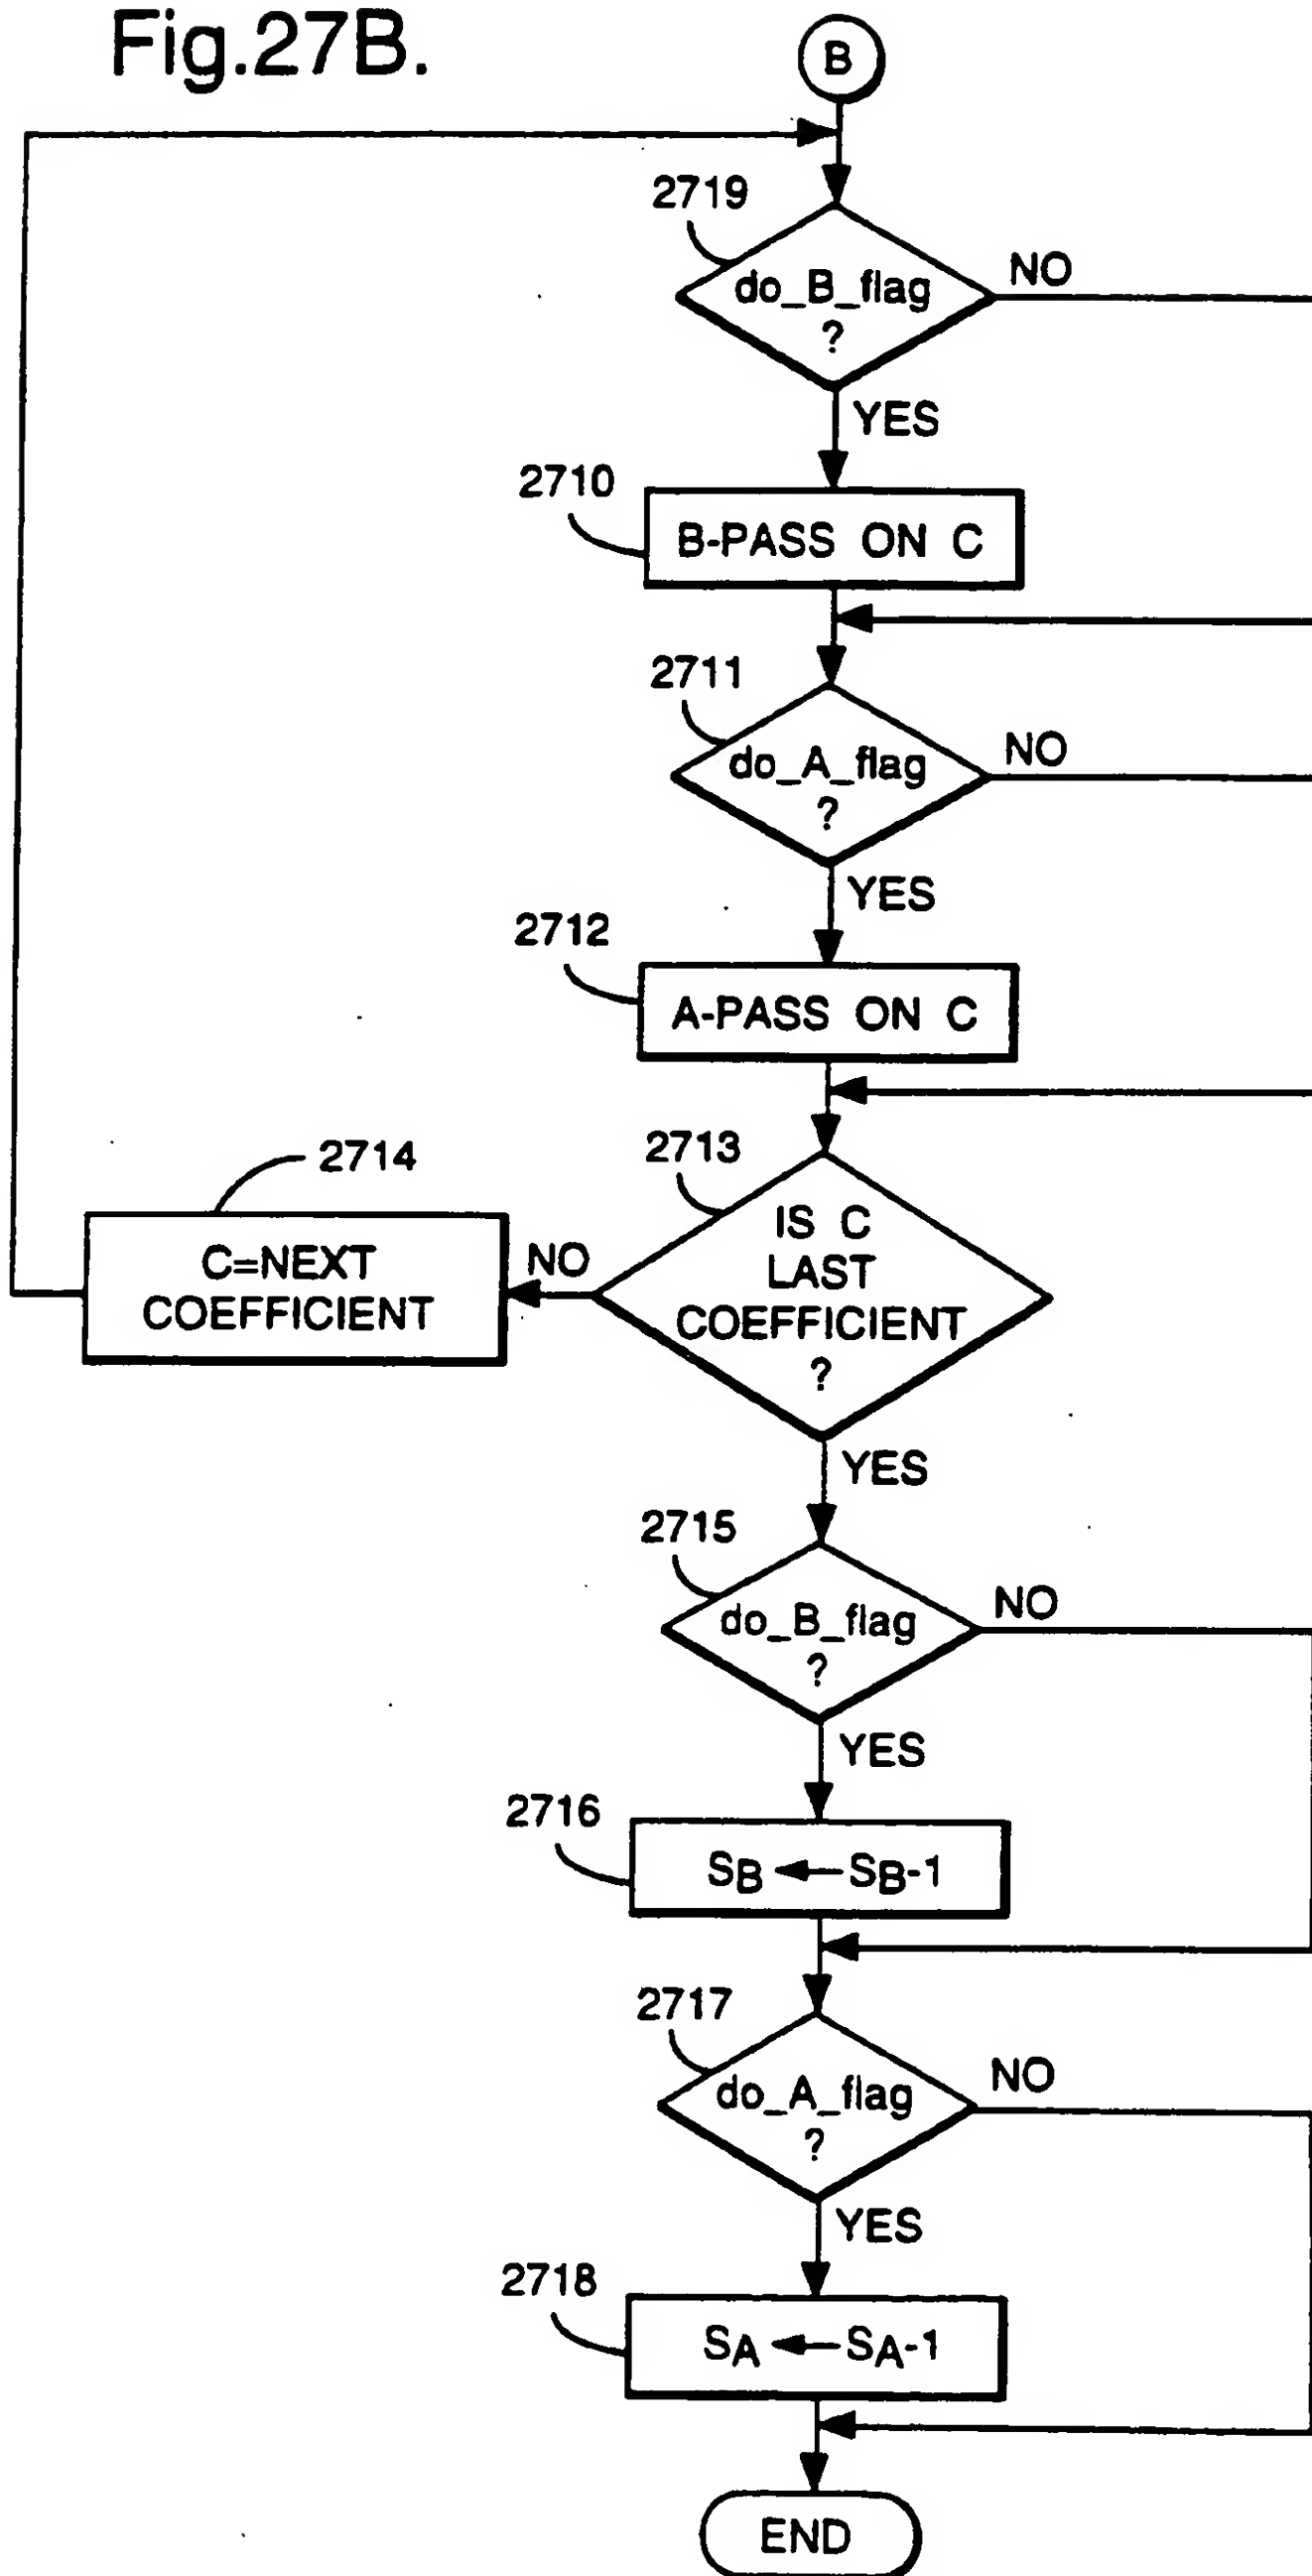 Fig.27B.
B
2719
do_B_flag
?
NO
YES
2710
B-PASS ON C
2711
do_A_flag
?
NO
YES
2712
A-PASS ON C
2713
IS C
LAST
COEFFICIENT
?
NO
2714
C=NEXT
COEFFICIENT
YES
2715
do_B_flag
?
NO
YES
2716
SB ← SB-1
2717
do_A_flag
?
NO
YES
2718
SA ← SA-1
END